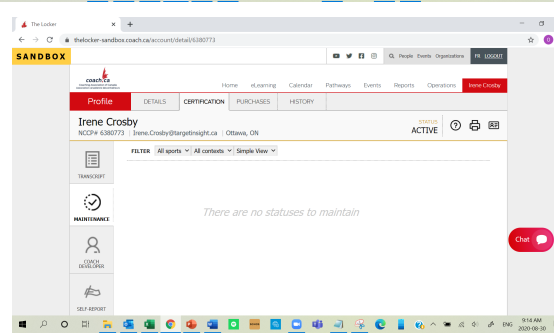 The Locker
thelocker-sandbox.coach.ca/account/detail/6380773
SANDBOX
People Events Organizations
FR LOGOUT
coach.ca
Home eLearning Calendar Pathways Events Reports Operations Irene Crosby
Profile DETAILS CERTIFICATION PURCHASES HISTORY
Irene Crosby
NCCP# 6380773 | Irene.Crosby@targetinsight.ca | Ottawa, ON
STATUS
ACTIVE
FILTER All sports All contexts Simple View
TRANSCRIPT
MAINTENANCE
There are no statuses to maintain
COACH
DEVELOPER
Chat
SELF-REPORT
ENG
9:14 AM
2020-08-30